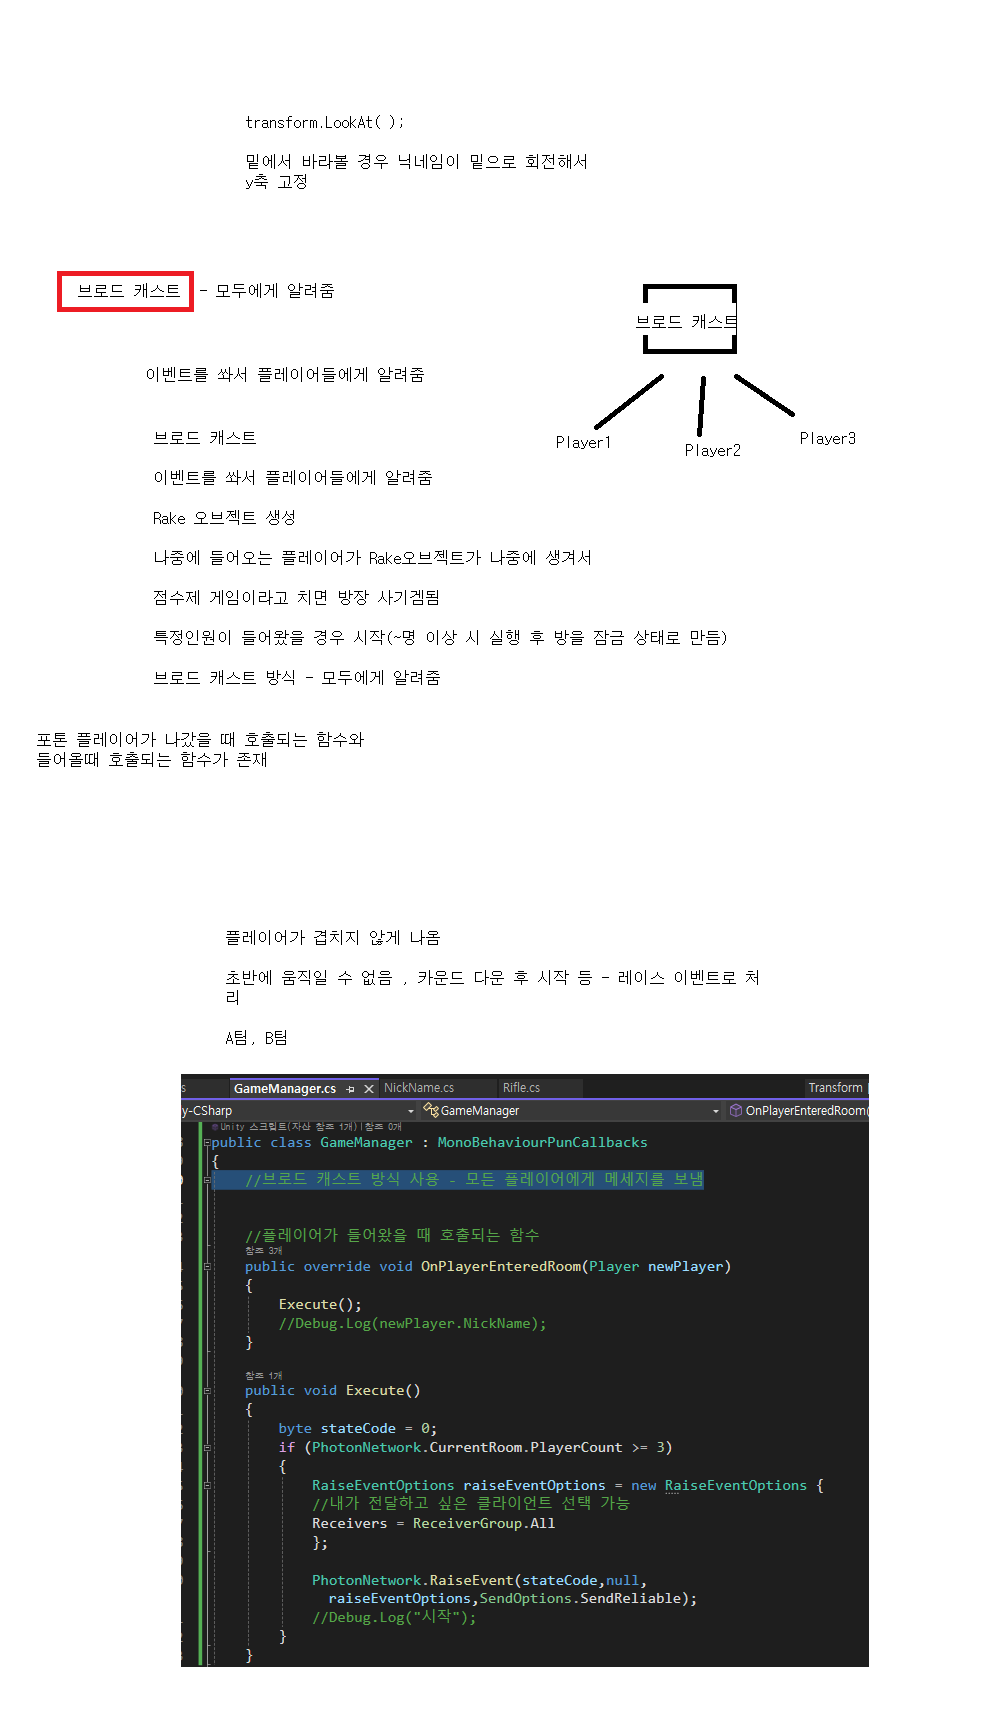 transform.LookAt( );
밑에서 바라볼 경우 닉네임이 밑으로 회전해서
y축 고정
브로드 캐스트 - 모두에게 알려줌
브로드 캐스트
이벤트를 쏴서 플레이어들에게 알려줌
Player1
Player2
Player3
브로드 캐스트
이벤트를 쏴서 플레이어들에게 알려줌
Rake 오브젝트 생성
나중에 들어오는 플레이어가 Rake오브젝트가 나중에 생겨서
점수제 게임이라고 치면 방장 사기겜됨
특정인원이 들어왔을 경우 시작(~명 이상 시 실행 후 방을 잠금 상태로 만듬)
브로드 캐스트 방식 - 모두에게 알려줌
포톤 플레이어가 나갔을 때 호출되는 함수와
들어올때 호출되는 함수가 존재
플레이어가 겹치지 않게 나옴
초반에 움직일 수 없음 , 카운드 다운 후 시작 등 - 레이스 이벤트로 처
리
A팀, B팀
s GameManager.cs NickName.cs Rifle.cs Transform
y-CSharp GameManager OnPlayerEnteredRoom(
Unity 스크립트(자산 참조 1개)|참조 0개
public class GameManager : MonoBehaviourPunCallbacks
{
//브로드 캐스트 방식 사용 - 모든 플레이어에게 메세지를 보냄
//플레이어가 들어왔을 때 호출되는 함수
참조 3개
public override void OnPlayerEnteredRoom(Player newPlayer)
{
Execute();
//Debug.Log(newPlayer.NickName);
}
참조 1개
public void Execute()
{
byte stateCode = 0;
if (PhotonNetwork.CurrentRoom.PlayerCount >= 3)
{
RaiseEventOptions raiseEventOptions = new RaiseEventOptions {
//내가 전달하고 싶은 클라이언트 선택 가능
Receivers = ReceiverGroup.All
};
PhotonNetwork.RaiseEvent(stateCode,null,
raiseEventOptions,SendOptions.SendReliable);
//Debug.Log("시작");
}
}